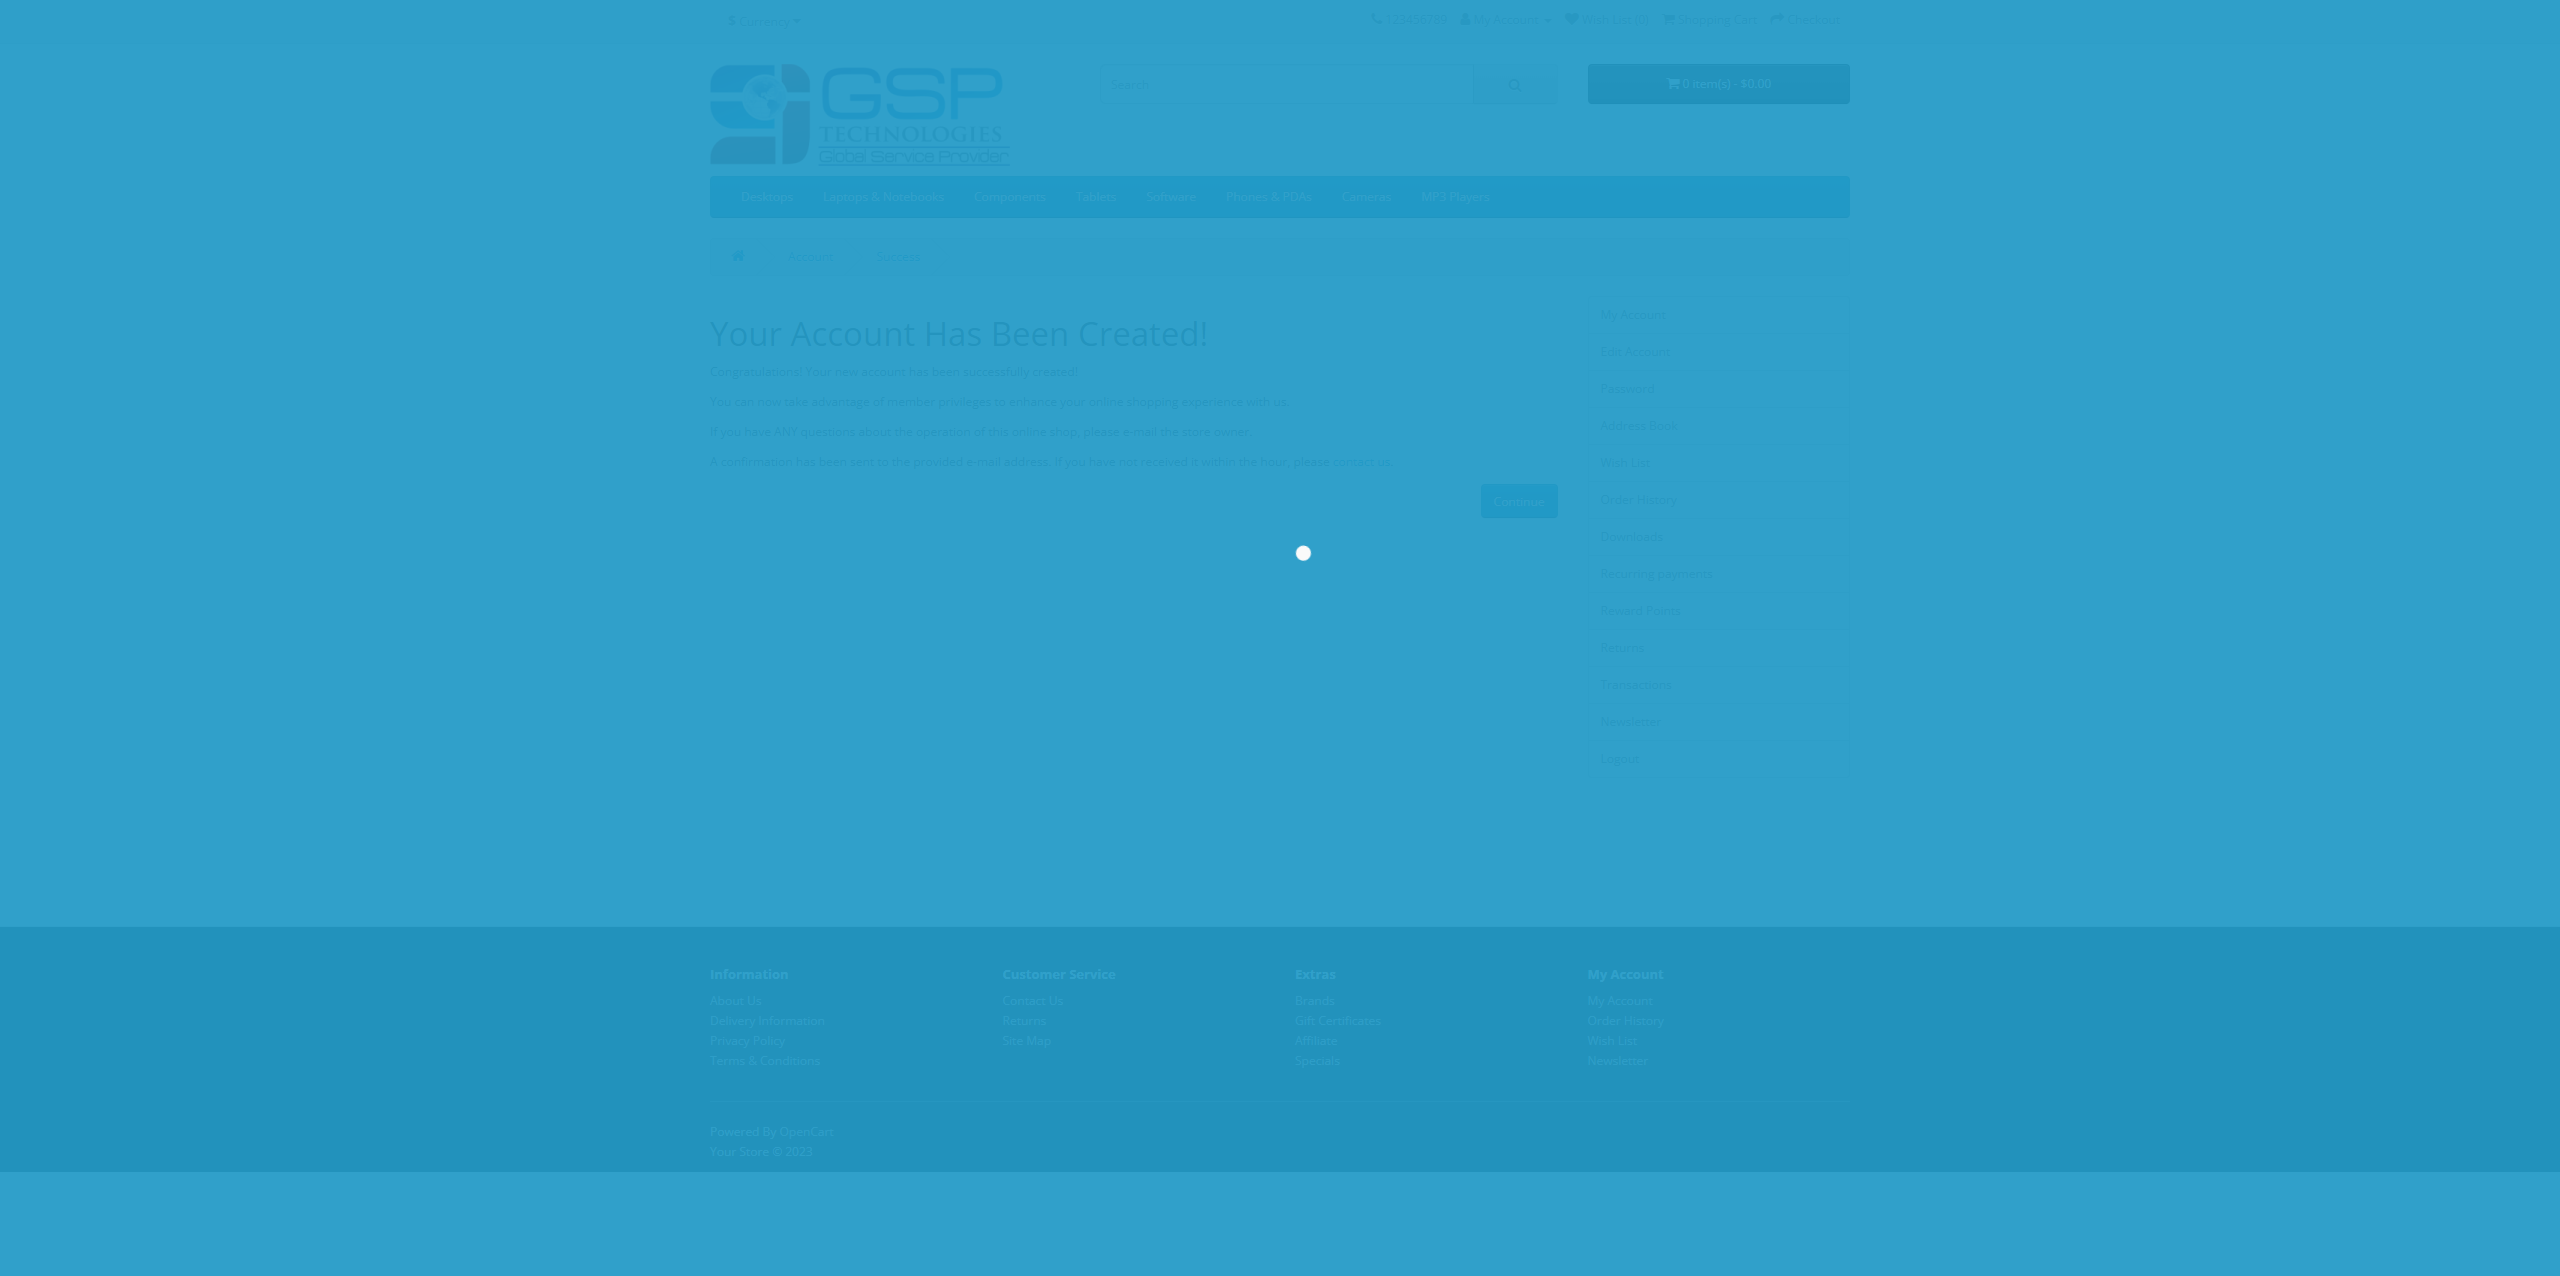 $ Currency
123456789 My Account Wish List (0) Shopping Cart Checkout
GSP
TECHNOLOGIES
Global Service Provider
Search
0 item(s) - $0.00
Desktops Laptops & Notebooks Components Tablets Software Phones & PDAs Cameras MP3 Players
Account Success
Your Account Has Been Created!
Congratulations! Your new account has been successfully created!
You can now take advantage of member privileges to enhance your online shopping experience with us.
If you have ANY questions about the operation of this online shop, please e-mail the store owner.
A confirmation has been sent to the provided e-mail address. If you have not received it within the hour, please contact us.
Continue
My Account
Edit Account
Password
Address Book
Wish List
Order History
Downloads
Recurring payments
Reward Points
Returns
Transactions
Newsletter
Logout
Information
About Us
Delivery Information
Privacy Policy
Terms & Conditions
Customer Service
Contact Us
Returns
Site Map
Extras
Brands
Gift Certificates
Affiliate
Specials
My Account
My Account
Order History
Wish List
Newsletter
Powered By OpenCart
Your Store © 2023